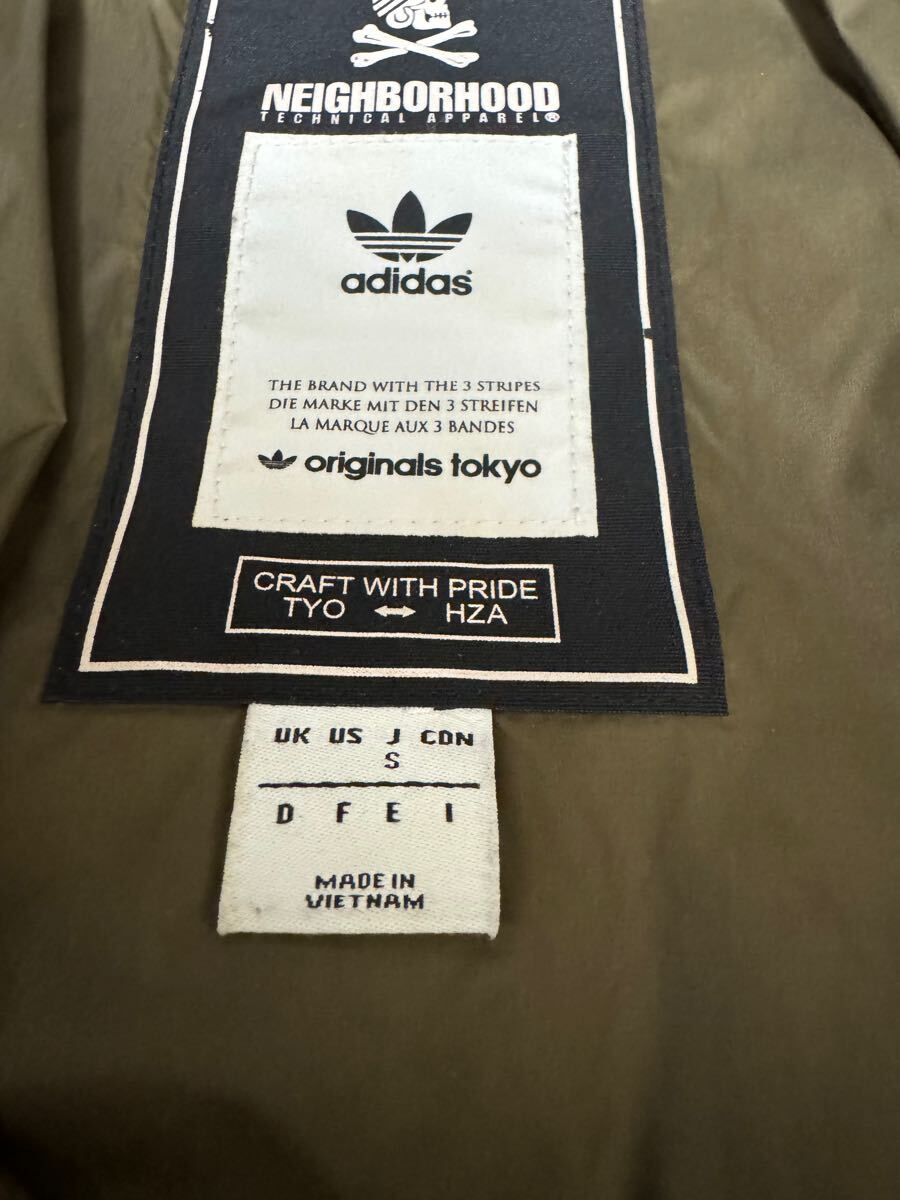 NEIGHBORHOOD
TECHNICAL APPAREL®
adidas
THE BRAND WITH THE 3 STRIPES
DIE MARKE MIT DEN 3 STREIFEN
LA MARQUE AUX 3 BANDES
originals tokyo
CRAFT WITH PRIDE
TYO ↔ HZA
UK US J CDN
S
D F E I
MADE IN
VIETNAM